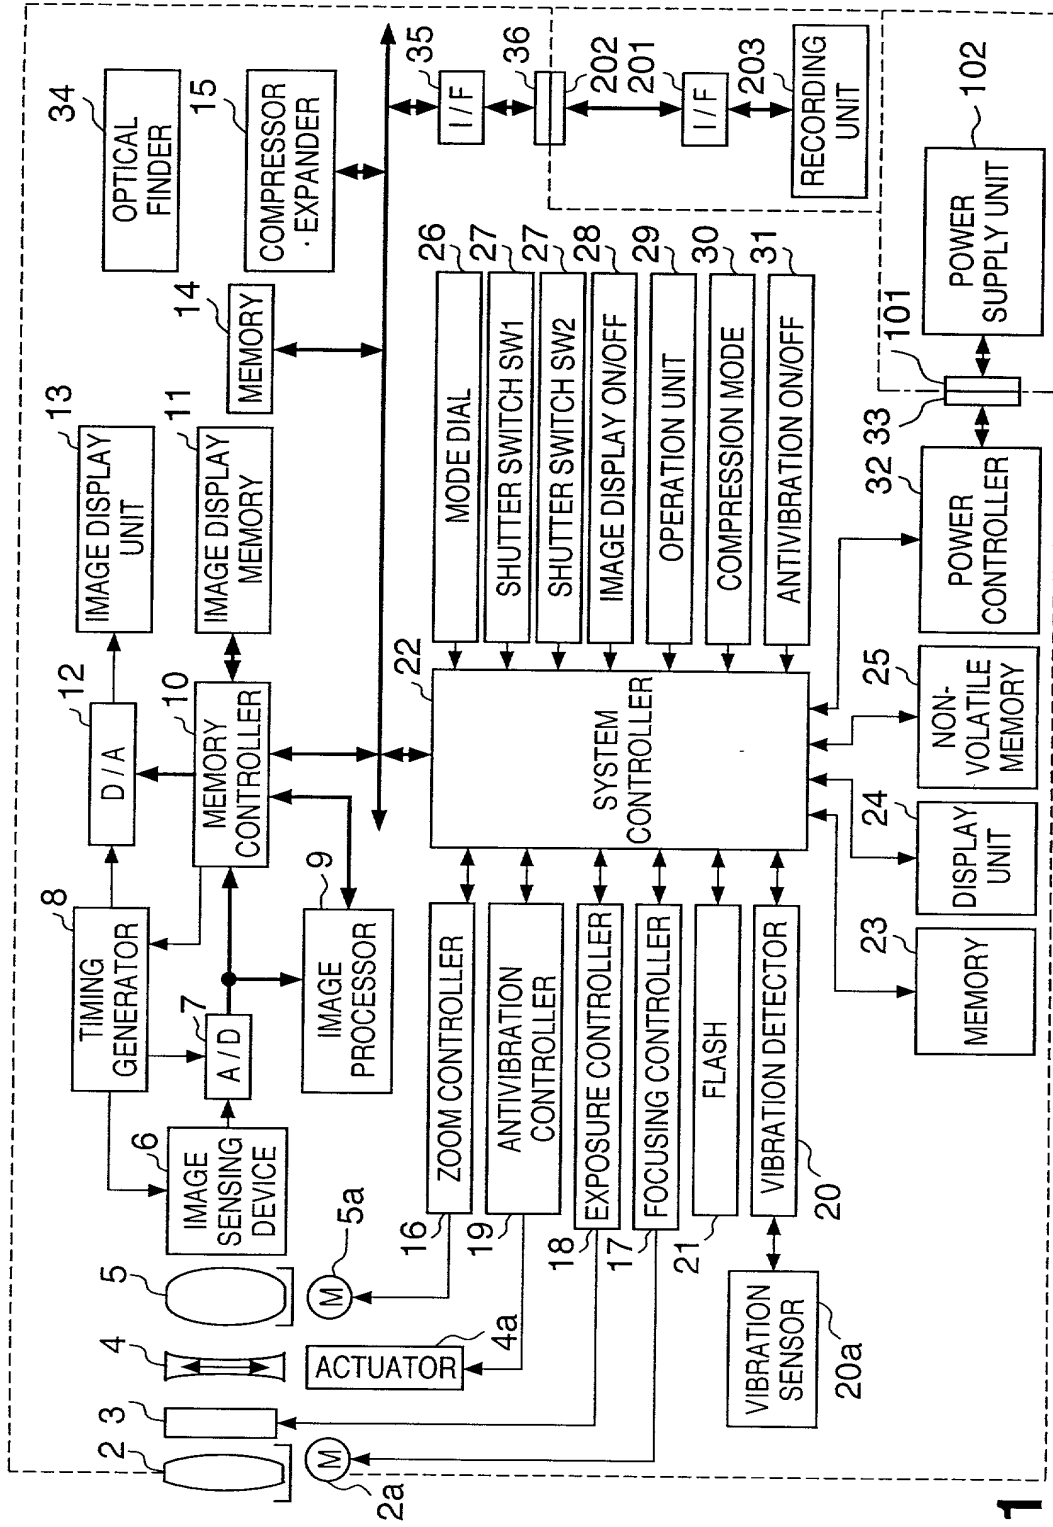 34
OPTICAL
FINDER
15
COMPRESSOR
· EXPANDER
14
MEMORY
13
IMAGE DISPLAY
UNIT
11
IMAGE DISPLAY
MEMORY
12
D / A
10
MEMORY
CONTROLLER
8
TIMING
GENERATOR
7
A / D
9
IMAGE
PROCESSOR
6
IMAGE
SENSING
DEVICE
5
4
3
2
M
5a
ACTUATOR
4a
M
2a
35
I / F
36
202
201
I / F
203
RECORDING
UNIT
22
SYSTEM
CONTROLLER
MODE DIAL
26
SHUTTER SWITCH SW1
27
SHUTTER SWITCH SW2
27
IMAGE DISPLAY ON/OFF
28
OPERATION UNIT
29
COMPRESSION MODE
30
ANTIVIBRATION ON/OFF
31
ZOOM CONTROLLER
16
ANTIVIBRATION
CONTROLLER
19
EXPOSURE CONTROLLER
18
FOCUSING CONTROLLER
17
FLASH
21
VIBRATION DETECTOR
20
VIBRATION
SENSOR
20a
23
MEMORY
24
DISPLAY
UNIT
25
NON-
VOLATILE
MEMORY
32
POWER
CONTROLLER
33
101
102
POWER
SUPPLY UNIT
1